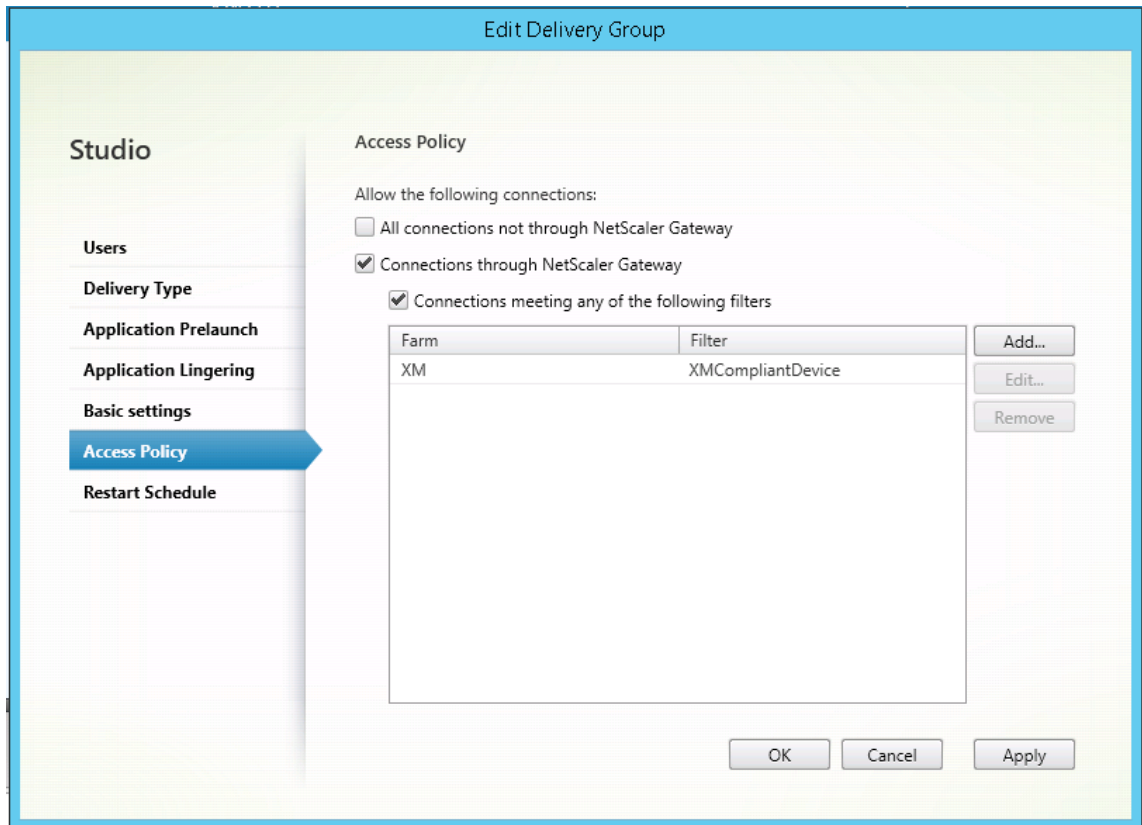 Edit Delivery Group
Studio
Users
Delivery Type
Application Prelaunch
Application Lingering
Basic settings
Access Policy
Restart Schedule
Access Policy
Allow the following connections:
All connections not through NetScaler Gateway
Connections through NetScaler Gateway
Connections meeting any of the following filters
Farm Filter
XM XMCompliantDevice
Add...
Edit...
Remove
OK Cancel Apply